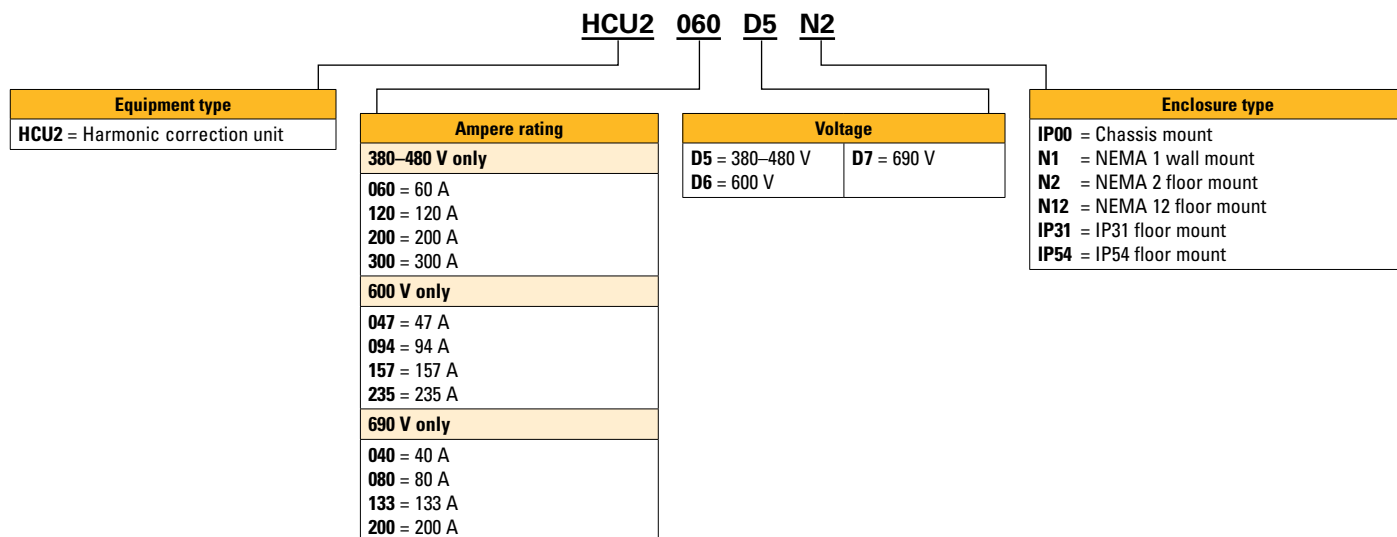 HCU2 060 D5 N2
Equipment type
HCU2 = Harmonic correction unit
Ampere rating
380–480 V only
060 = 60 A
120 = 120 A
200 = 200 A
300 = 300 A
600 V only
047 = 47 A
094 = 94 A
157 = 157 A
235 = 235 A
690 V only
040 = 40 A
080 = 80 A
133 = 133 A
200 = 200 A
Voltage
D5 = 380–480 V
D6 = 600 V
D7 = 690 V
Enclosure type
IP00 = Chassis mount
N1 = NEMA 1 wall mount
N2 = NEMA 2 floor mount
N12 = NEMA 12 floor mount
IP31 = IP31 floor mount
IP54 = IP54 floor mount